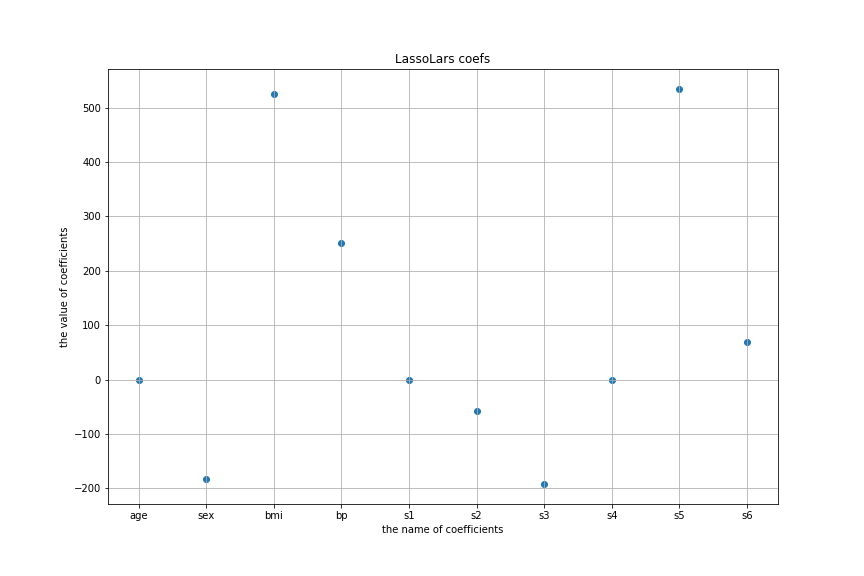 LassoLars coefs
the value of coefficients
500
400
300
200
100
0
−100
−200
age sex bmi bp s1 s2 s3 s4 s5 s6
the name of coefficients